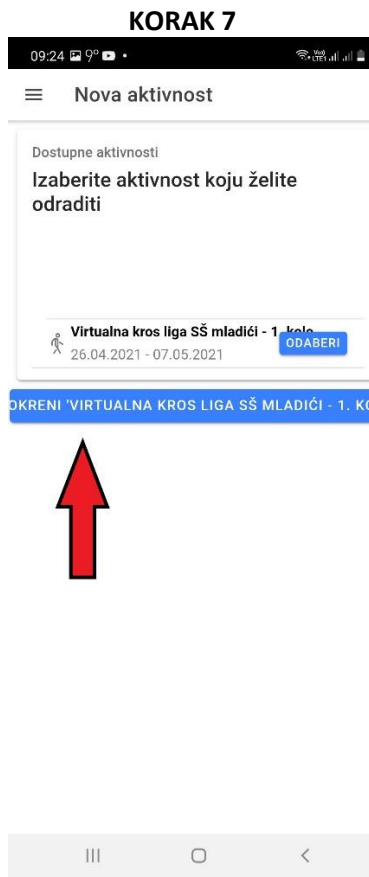 KORAK 7
09:24 9°
Nova aktivnost
Dostupne aktivnosti
Izaberite aktivnost koju želite
odraditi
Virtualna kros liga SŠ mladići - 1. kolo
26.04.2021 - 07.05.2021
ODABERI
OKRENI 'VIRTUALNA KROS LIGA SŠ MLADIĆI - 1. KO